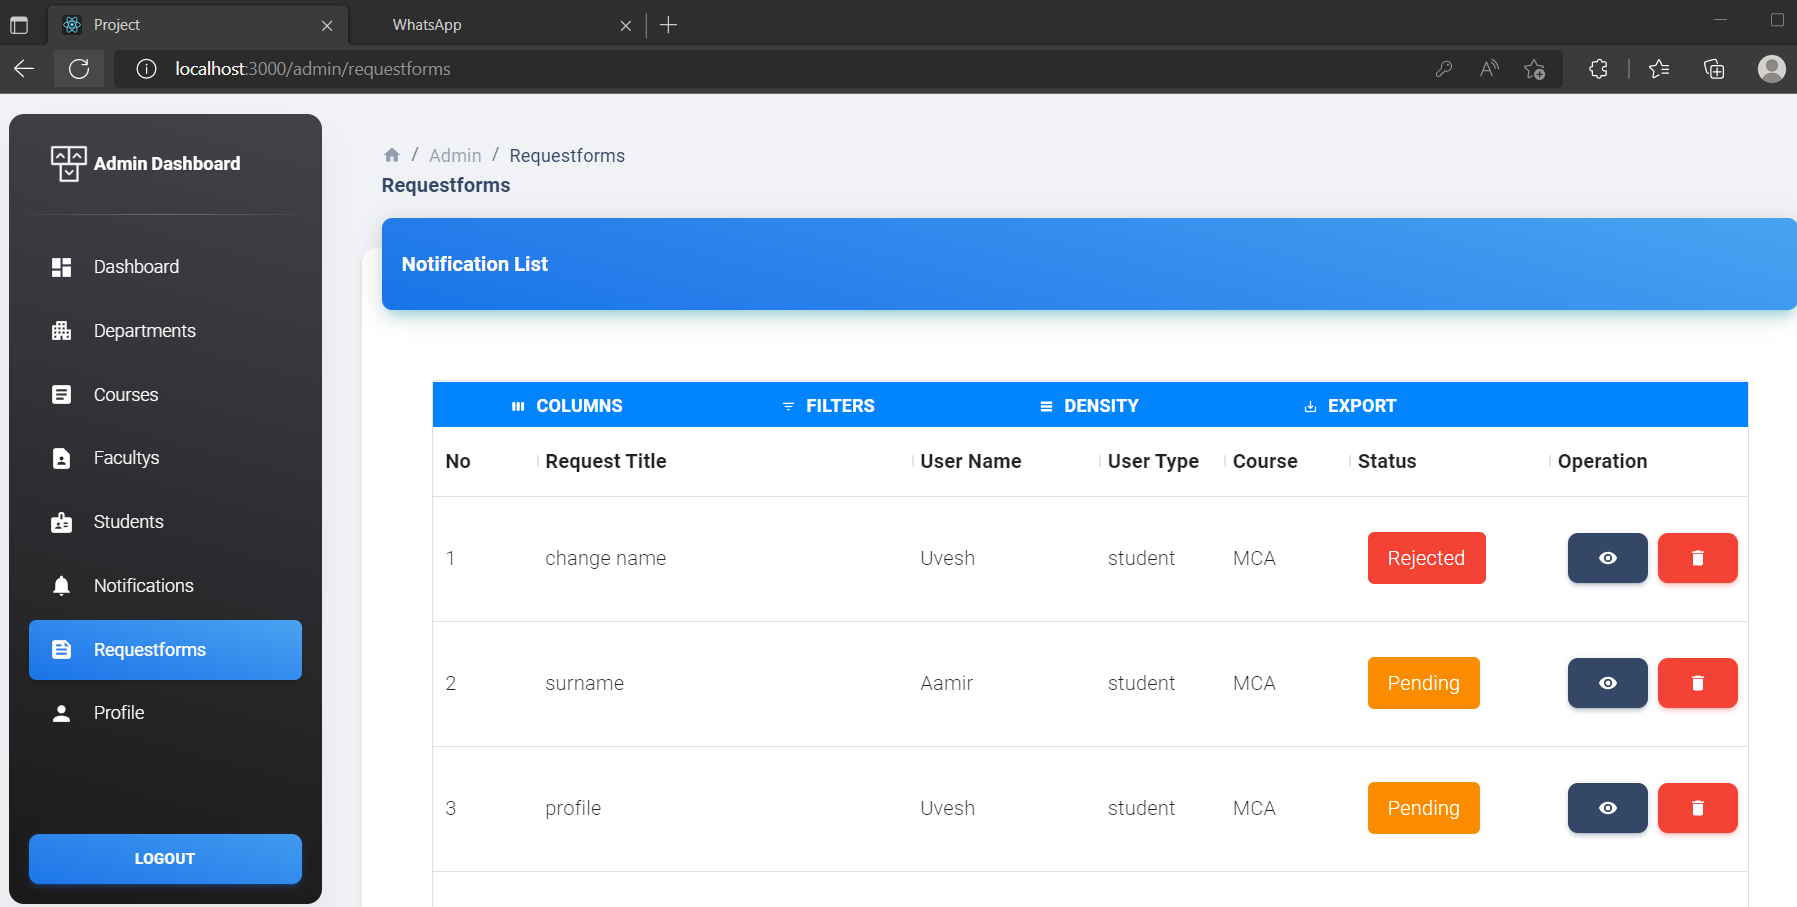 Project
WhatsApp
localhost:3000/admin/requestforms
Admin Dashboard
Dashboard
Departments
Courses
Facultys
Students
Notifications
Requestforms
Profile
LOGOUT
/ Admin / Requestforms
Requestforms
Notification List
COLUMNS FILTERS DENSITY EXPORT
No Request Title User Name User Type Course Status Operation
1 change name Uvesh student MCA Rejected
2 surname Aamir student MCA Pending
3 profile Uvesh student MCA Pending